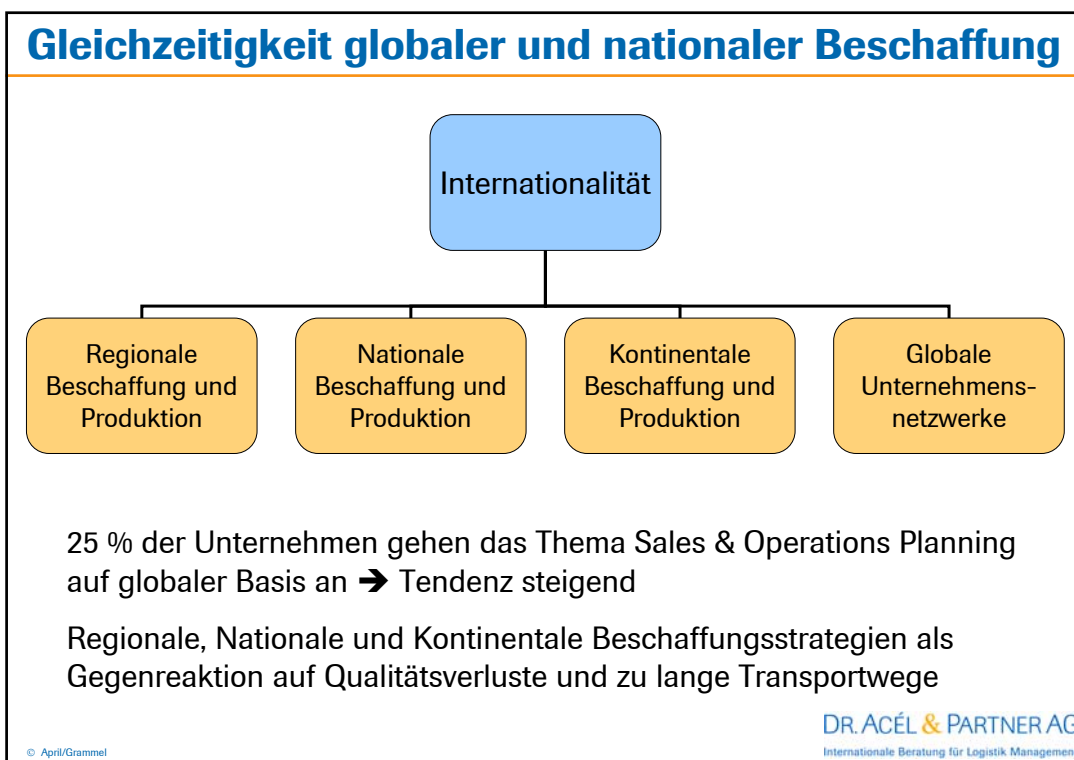 Gleichzeitigkeit globaler und nationaler Beschaffung
Internationalität
Regionale
Beschaffung und
Produktion
Nationale
Beschaffung und
Produktion
Kontinentale
Beschaffung und
Produktion
Globale
Unternehmens-
netzwerke
25 % der Unternehmen gehen das Thema Sales & Operations Planning
auf globaler Basis an ➔ Tendenz steigend
Regionale, Nationale und Kontinentale Beschaffungsstrategien als
Gegenreaktion auf Qualitätsverluste und zu lange Transportwege
DR. ACÉL & PARTNER AG
Internationale Beratung für Logistik Management
© April/Grammel